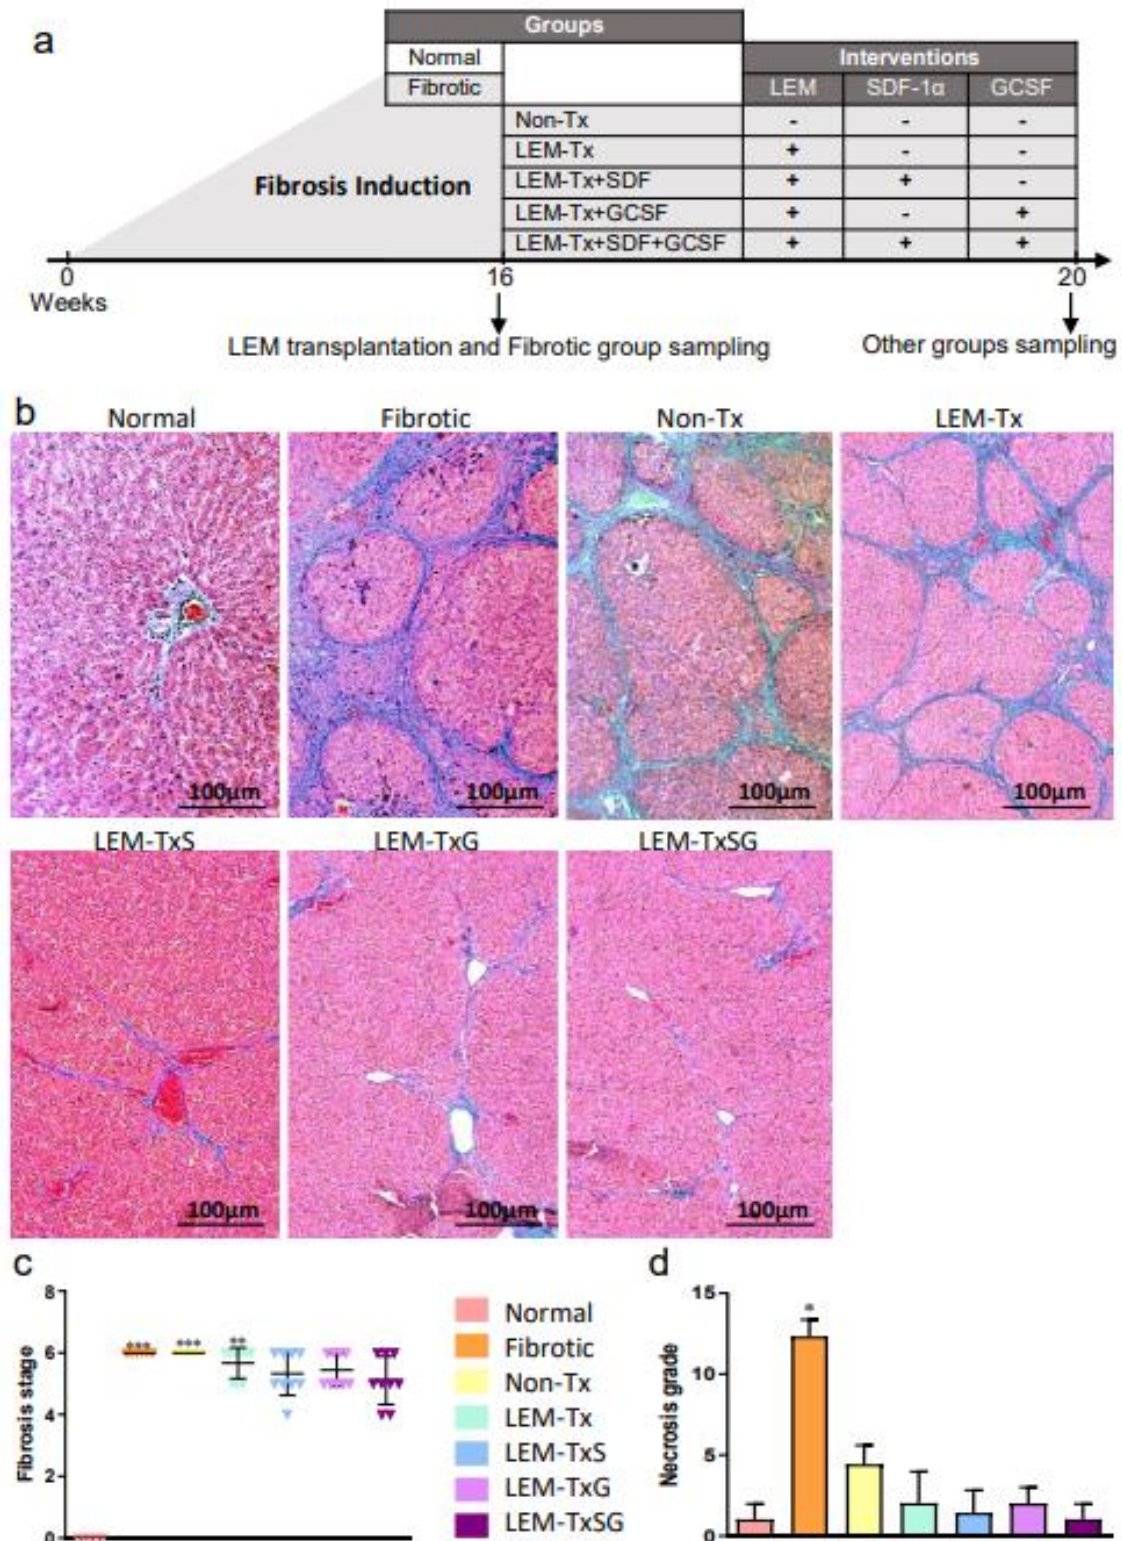 a
Groups
Normal
Interventions
Fibrotic
LEM SDF-1α GCSF
Non-Tx - - -
LEM-Tx + - -
LEM-Tx+SDF + + -
LEM-Tx+GCSF + - +
LEM-Tx+SDF+GCSF + + +
Fibrosis Induction
0 16 20
Weeks
LEM transplantation and Fibrotic group sampling
Other groups sampling
b
Normal Fibrotic Non-Tx LEM-Tx
100µm 100µm 100µm 100µm
LEM-TxS LEM-TxG LEM-TxSG
100µm 100µm 100µm
c
Fibrosis stage
8
6
4
2
0
*** *** **
Normal
Fibrotic
Non-Tx
LEM-Tx
LEM-TxS
LEM-TxG
LEM-TxSG
d
Necrosis grade
15
10
5
0
*